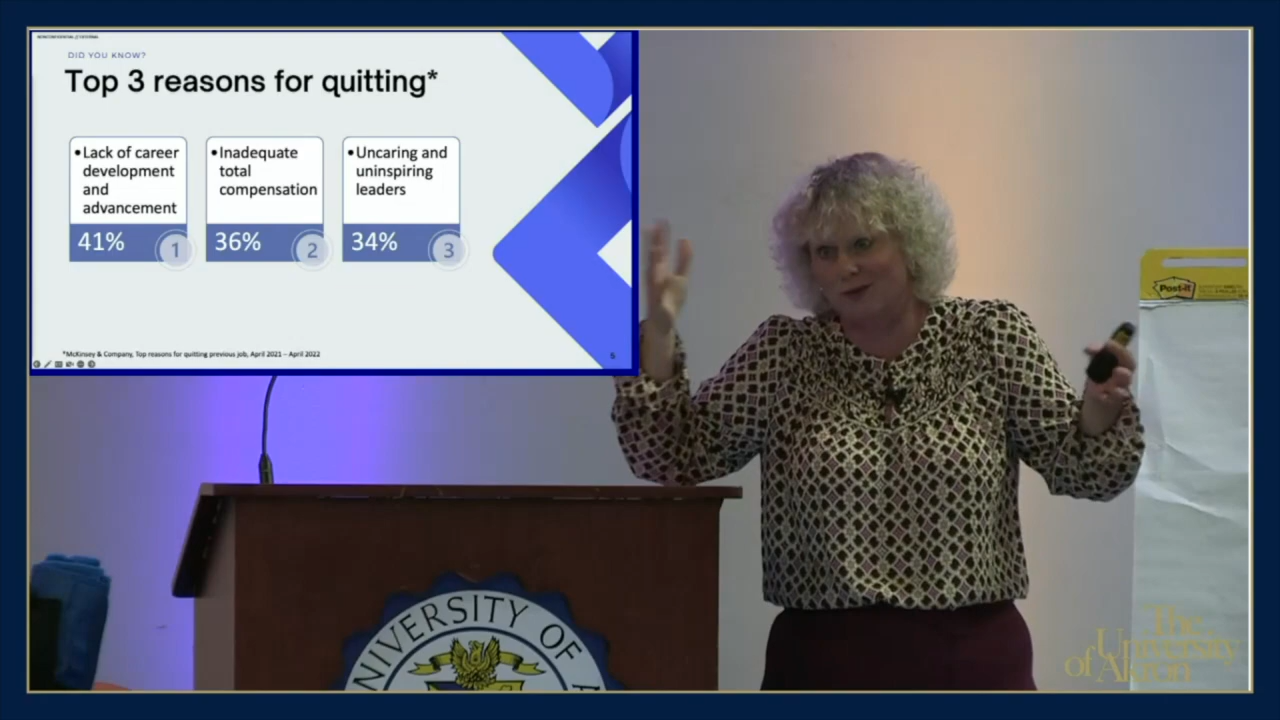 DID YOU KNOW?
Top 3 reasons for quitting*
•Lack of career
development
and
advancement
41%
1
•Inadequate
total
compensation
36%
2
•Uncaring and
uninspiring
leaders
34%
3
*McKinsey & Company, Top reasons for quitting previous job, April 2021 – April 2022
Post-it
NIVERSITY OF
The
University
of Akron